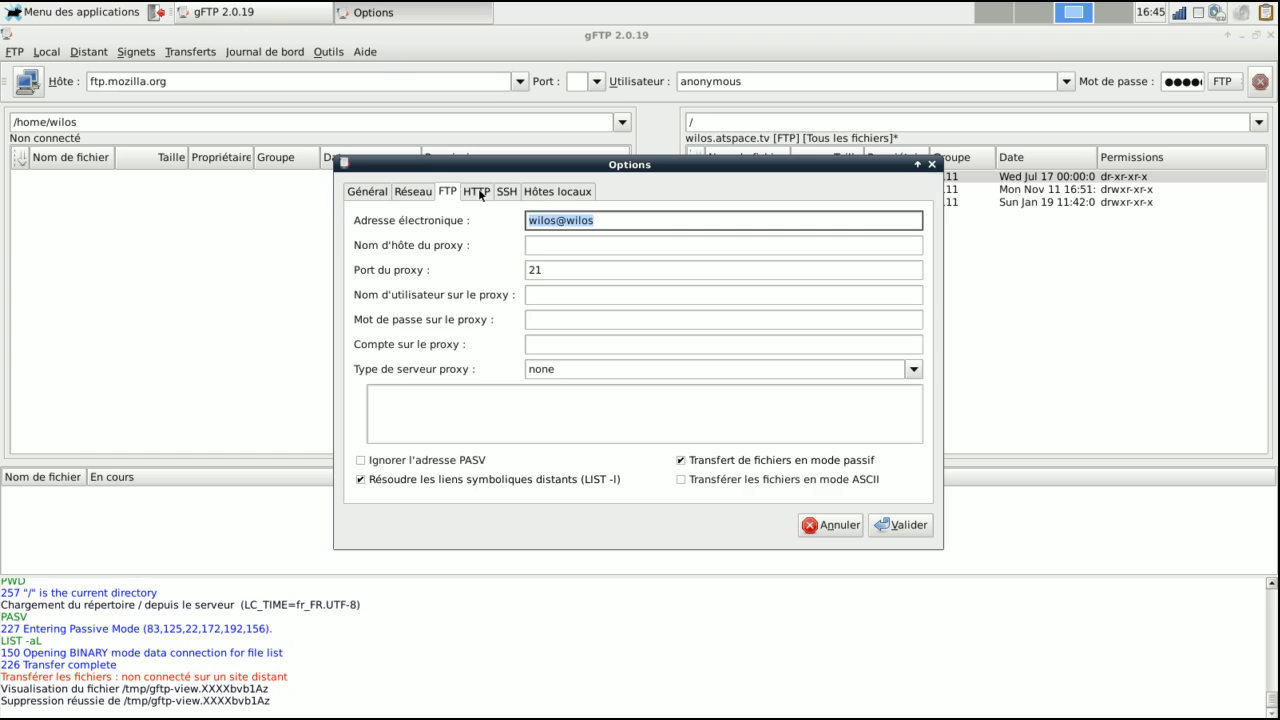 Menu des applications gFTP 2.0.19 Options 16:45
gFTP 2.0.19
FTP Local Distant Signets Transferts Journal de bord Outils Aide
Hôte : ftp.mozilla.org Port : Utilisateur : anonymous Mot de passe : ●●●● FTP
/home/wilos /
Non connecté wilos.atspace.tv [FTP] [Tous les fichiers]*
Nom de fichier Taille Propriétaire Groupe Date Permissions
11 Wed Jul 17 00:00:0 dr-xr-xr-x
11 Mon Nov 11 16:51: drwxr-xr-x
11 Sun Jan 19 11:42:0 drwxr-xr-x
Options
Général Réseau FTP HTTP SSH Hôtes locaux
Adresse électronique : wilos@wilos
Nom d'hôte du proxy :
Port du proxy : 21
Nom d'utilisateur sur le proxy :
Mot de passe sur le proxy :
Compte sur le proxy :
Type de serveur proxy : none
Ignorer l'adresse PASV Transfert de fichiers en mode passif
Résoudre les liens symboliques distants (LIST -l) Transférer les fichiers en mode ASCII
Annuler Valider
Nom de fichier En cours
PWD
257 "/" is the current directory
Chargement du répertoire / depuis le serveur (LC_TIME=fr_FR.UTF-8)
PASV
227 Entering Passive Mode (83,125,22,172,192,156).
LIST -aL
150 Opening BINARY mode data connection for file list
226 Transfer complete
Transférer les fichiers : non connecté sur un site distant
Visualisation du fichier /tmp/gftp-view.XXXXbvb1Az
Suppression réussie de /tmp/gftp-view.XXXXbvb1Az